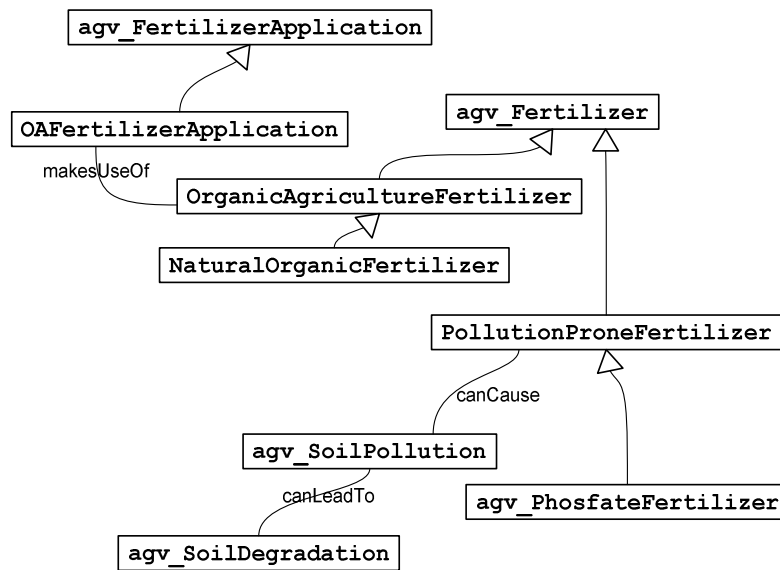 agv_FertilizerApplication
OAFertilizerApplication
agv_Fertilizer
makesUseOf
OrganicAgricultureFertilizer
NaturalOrganicFertilizer
PollutionProneFertilizer
canCause
agv_SoilPollution
canLeadTo
agv_PhosfateFertilizer
agv_SoilDegradation